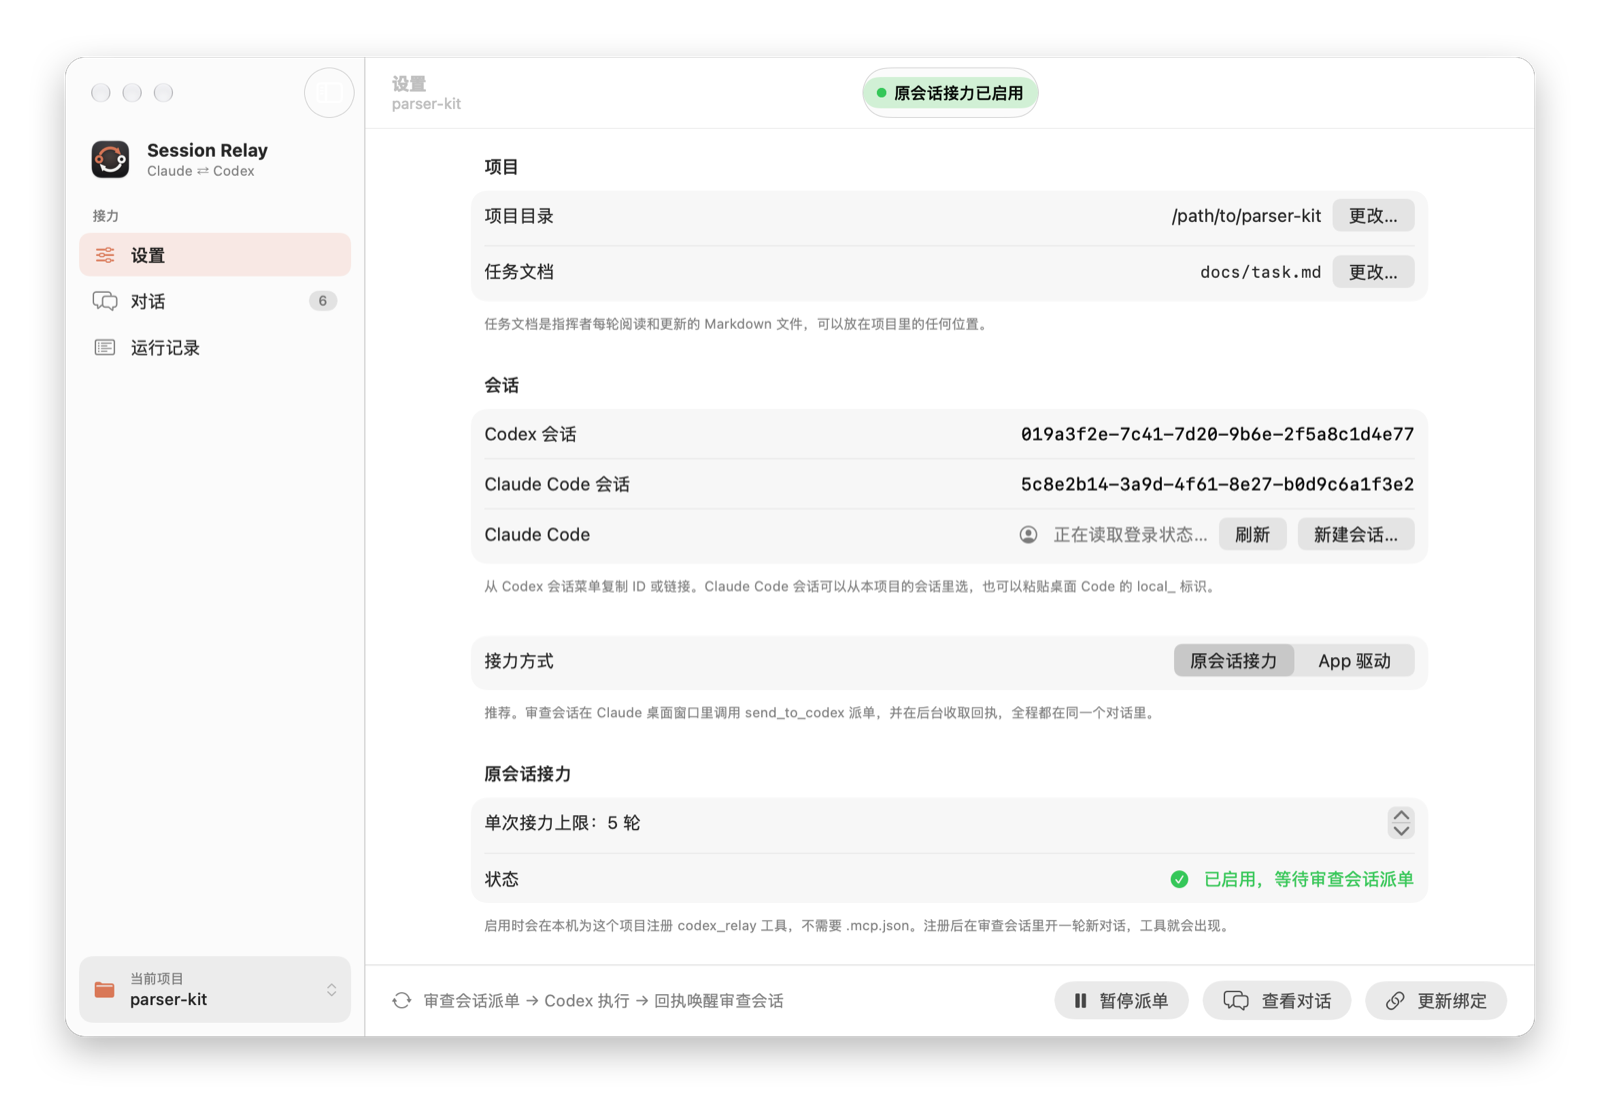 设置
parser-kit
原会话接力已启用
Session Relay
Claude ⇄ Codex
接力
设置
对话
6
运行记录
当前项目
parser-kit
项目
项目目录
/path/to/parser-kit
更改...
任务文档
docs/task.md
更改...
任务文档是指挥者每轮阅读和更新的 Markdown 文件，可以放在项目里的任何位置。
会话
Codex 会话
019a3f2e-7c41-7d20-9b6e-2f5a8c1d4e77
Claude Code 会话
5c8e2b14-3a9d-4f61-8e27-b0d9c6a1f3e2
Claude Code
正在读取登录状态...
刷新
新建会话...
从 Codex 会话菜单复制 ID 或链接。Claude Code 会话可以从本项目的会话里选，也可以粘贴桌面 Code 的 local_ 标识。
接力方式
原会话接力
App 驱动
推荐。审查会话在 Claude 桌面窗口里调用 send_to_codex 派单，并在后台收取回执，全程都在同一个对话里。
原会话接力
单次接力上限：5 轮
状态
已启用，等待审查会话派单
启用时会在本机为这个项目注册 codex_relay 工具，不需要 .mcp.json。注册后在审查会话里开一轮新对话，工具就会出现。
审查会话派单 → Codex 执行 → 回执唤醒审查会话
暂停派单
查看对话
更新绑定